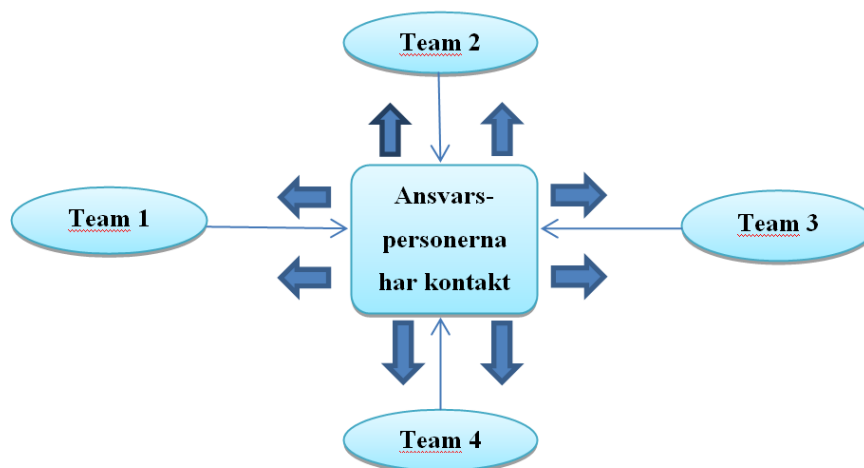 Team 2
Team 1
Ansvars-
personerna
har kontakt
Team 3
Team 4